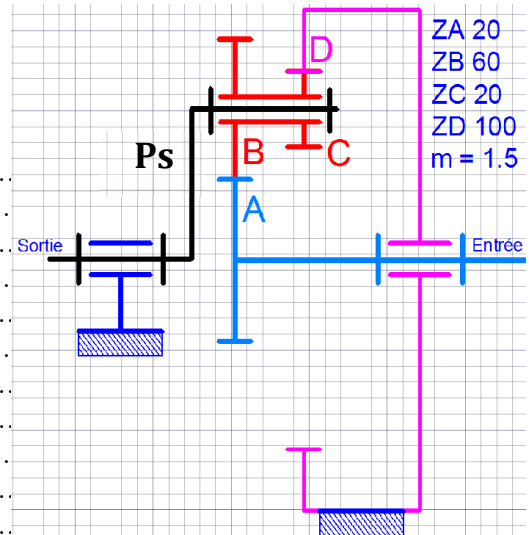 D
ZA 20
ZB 60
ZC 20
ZD 100
m = 1.5
Ps
B
C
A
Sortie
Entrée